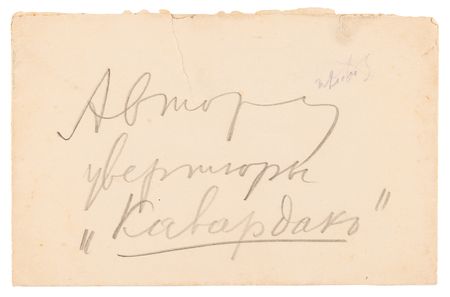 Автору
увертюры
„Кавардакъ”